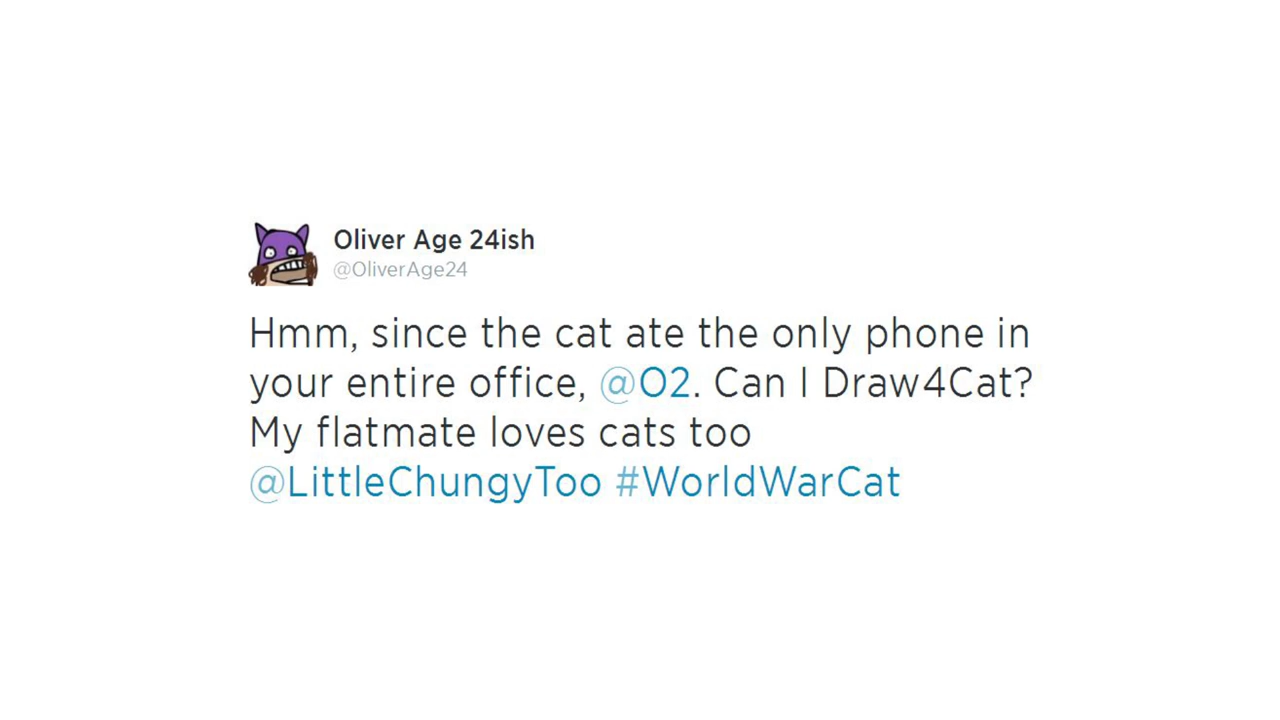 Oliver Age 24ish
@OliverAge24
Hmm, since the cat ate the only phone in
your entire office, @O2. Can I Draw4Cat?
My flatmate loves cats too
@LittleChungyToo #WorldWarCat